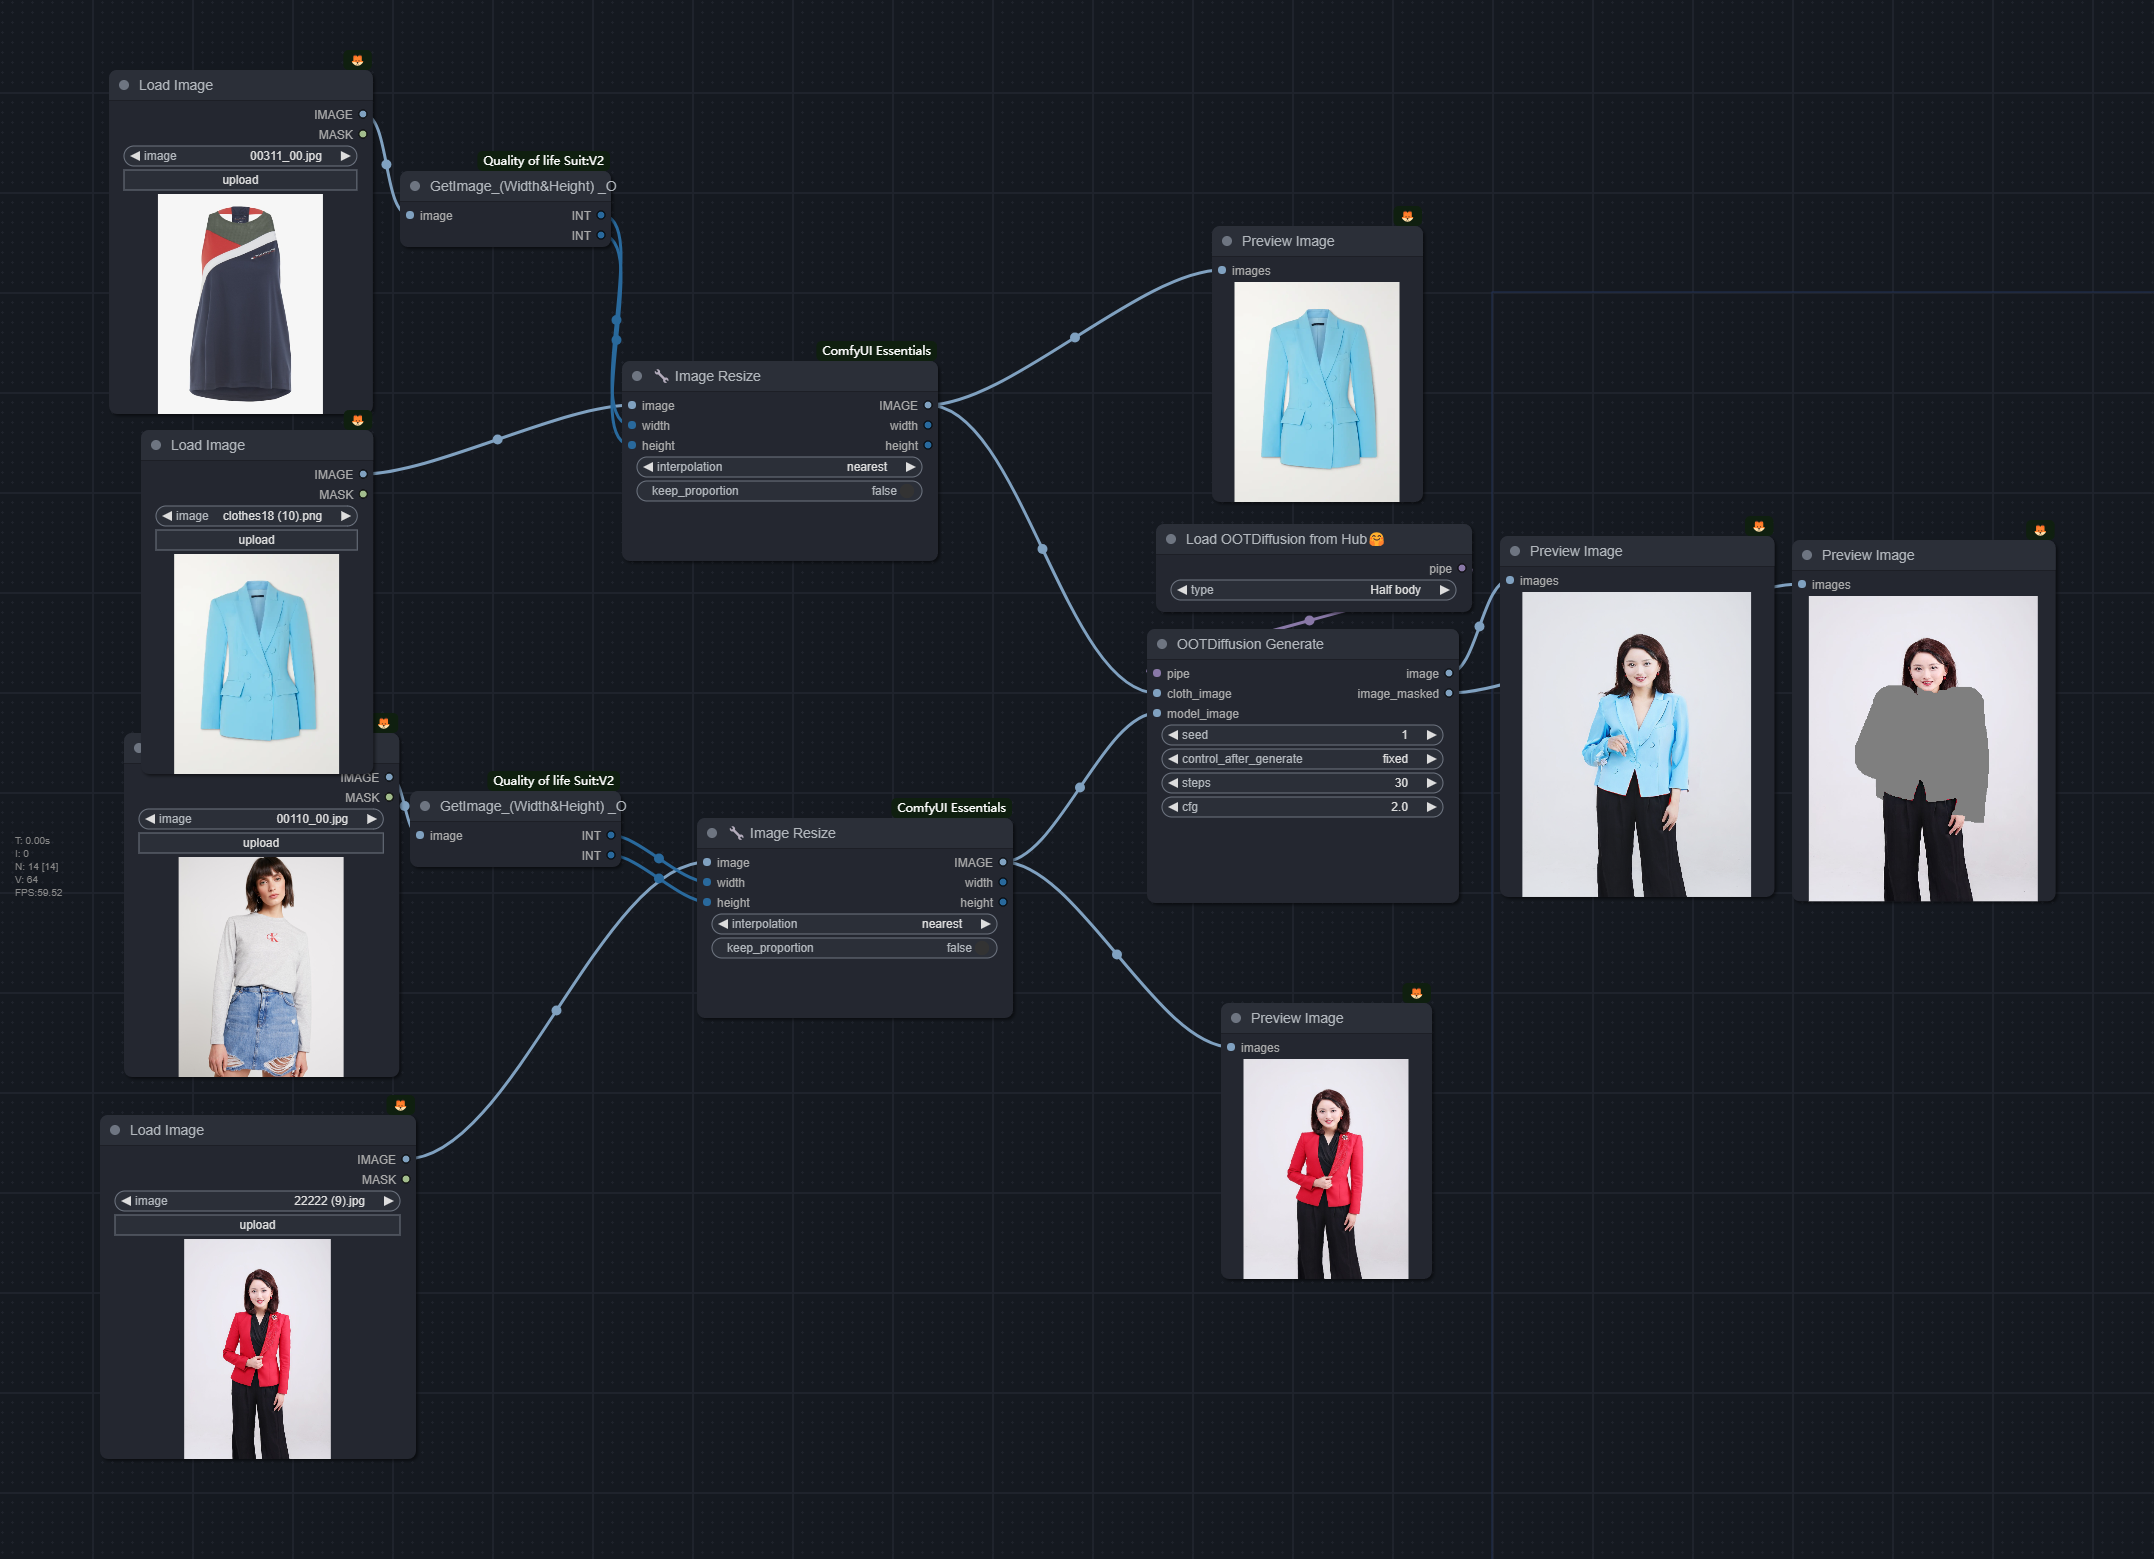 Load Image
IMAGE
MASK
image 00311_00.jpg
upload
Quality of life Suit:V2
GetImage_(Width&Height) _O
image INT
INT
Load Image
IMAGE
MASK
image clothes18 (10).png
upload
ComfyUI Essentials
Image Resize
image IMAGE
width width
height height
interpolation nearest
keep_proportion false
Preview Image
images
Load OOTDiffusion from Hub🤗
pipe
type Half body
OOTDiffusion Generate
pipe image
cloth_image image_masked
model_image
seed 1
control_after_generate fixed
steps 30
cfg 2.0
Preview Image
images
Preview Image
images
IMAGE
MASK
image 00110_00.jpg
upload
CK
Quality of life Suit:V2
GetImage_(Width&Height) _O
image INT
INT
ComfyUI Essentials
Image Resize
image IMAGE
width width
height height
interpolation nearest
keep_proportion false
T: 0.00s
I: 0
N: 14 [14]
V: 64
FPS:59.52
Preview Image
images
Load Image
IMAGE
MASK
image 22222 (9).jpg
upload